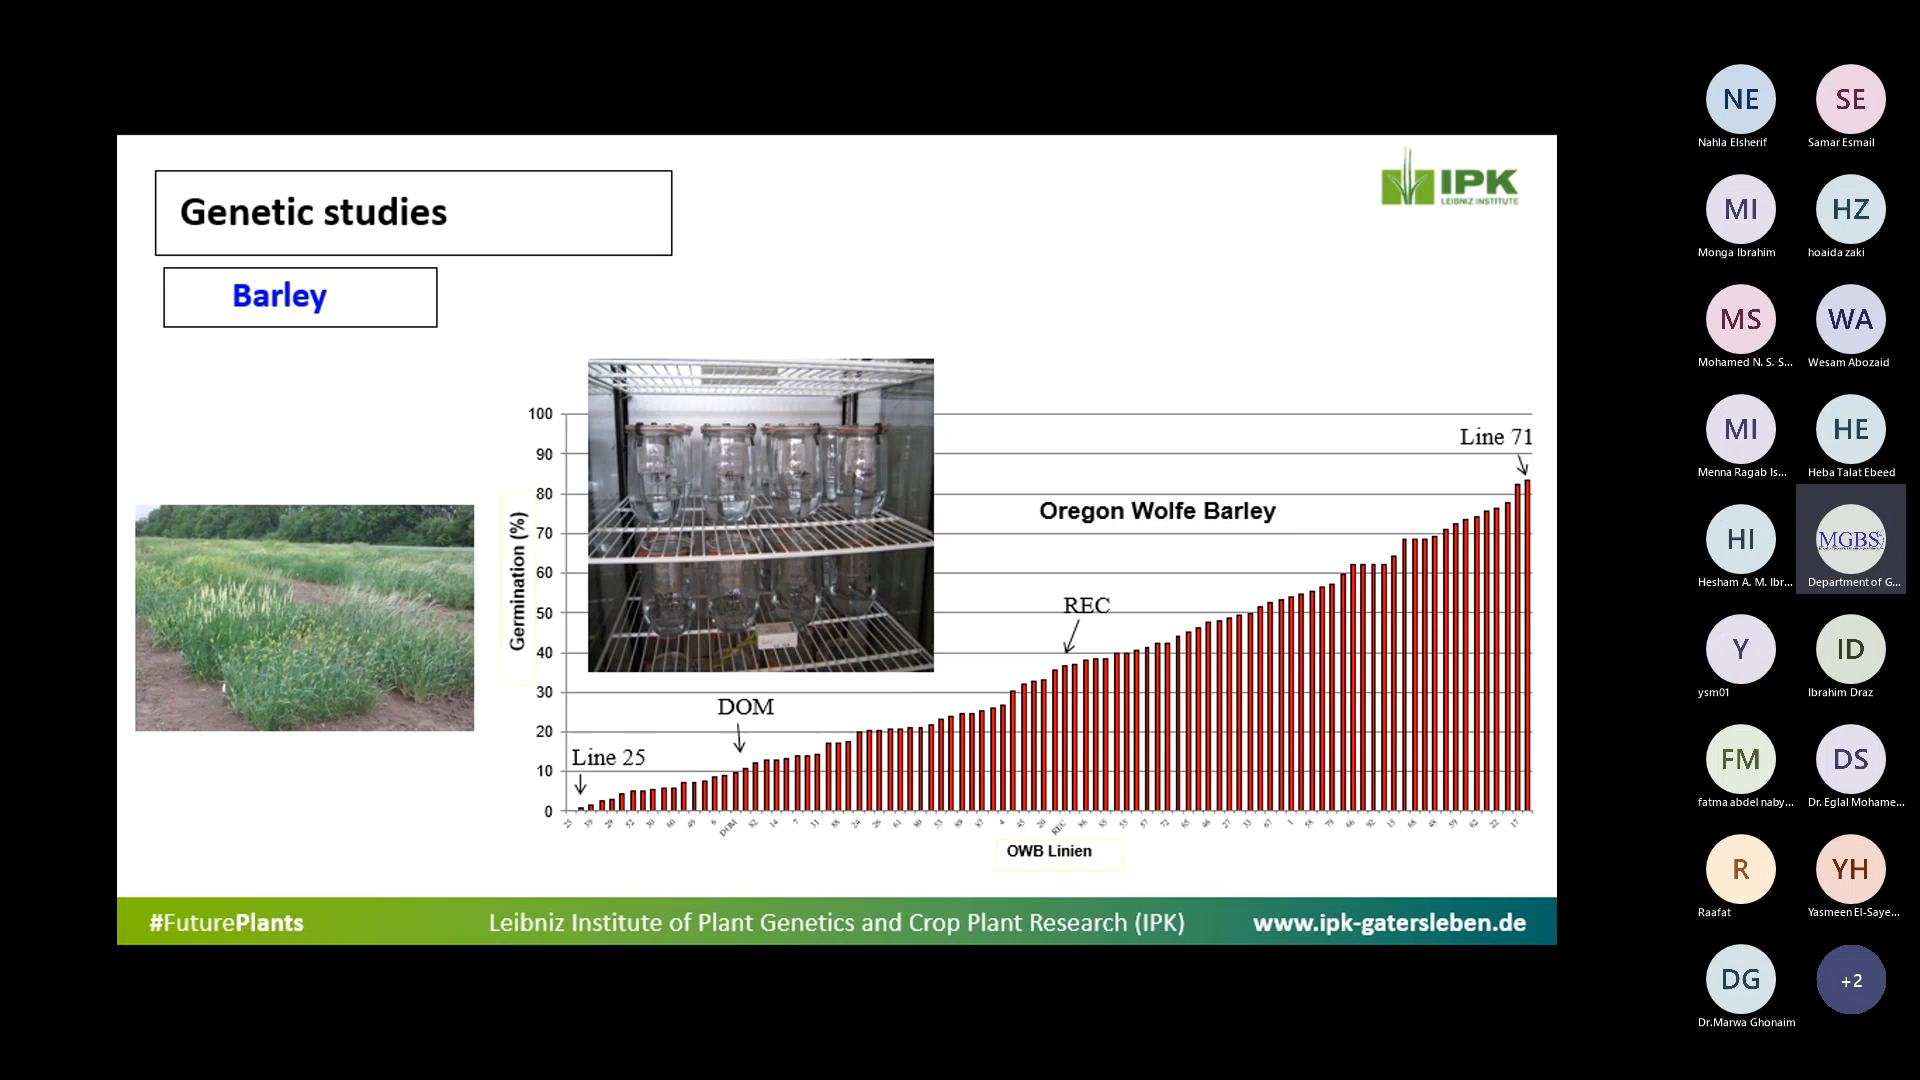 Genetic studies
IPK
LEIBNIZ INSTITUTE
Barley
Oregon Wolfe Barley
Germination (%)
100
90
80
70
60
50
40
30
20
10
0
Line 25
DOM
REC
Line 71
OWB Linien
#FuturePlants
Leibniz Institute of Plant Genetics and Crop Plant Research (IPK)
www.ipk-gatersleben.de
NE
Nahla Elsherif
SE
Samar Esmail
MI
Monga Ibrahim
HZ
hoaida zaki
MS
Mohamed N. S. S...
WA
Wesam Abozaid
MI
Menna Ragab Is...
HE
Heba Talat Ebeed
HI
Hesham A. M. Ibr...
MGBS
Department of G...
Y
ysm01
ID
Ibrahim Draz
FM
fatma abdel naby...
DS
Dr. Eglal Mohame...
R
Raafat
YH
Yasmeen El-Saye...
DG
Dr.Marwa Ghonaim
+2